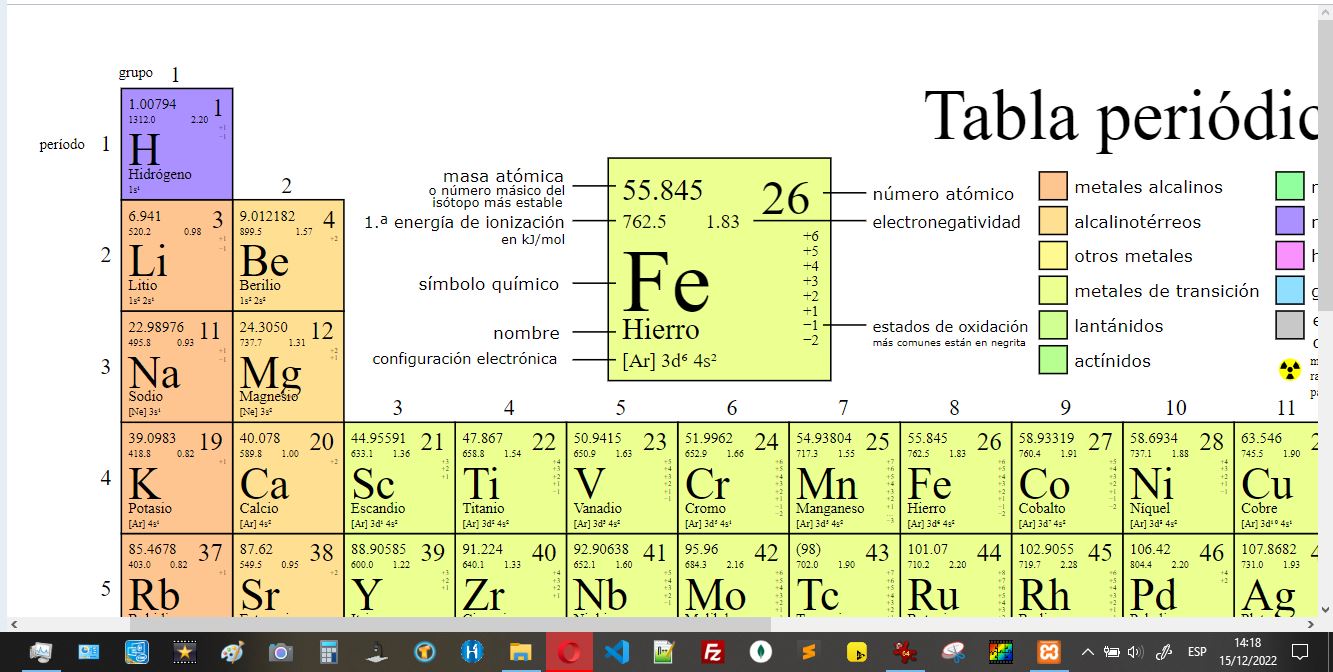 grupo 1
Tabla periódic
período 1
1.00794 1
1312.0 2.20
H
Hidrógeno
1s¹
2
masa atómica
o número másico del
isótopo más estable
1.ª energía de ionización
en kJ/mol
símbolo químico
nombre
configuración electrónica
55.845 26
762.5 1.83
+6
+5
+4
+3
+2
+1
−1
−2
Fe
Hierro
[Ar] 3d⁶ 4s²
número atómico
electronegatividad
estados de oxidación
más comunes están en negrita
metales alcalinos
alcalinotérreos
otros metales
metales de transición
lantánidos
actínidos
2
6.941 3
520.2 0.98
Li
Litio
1s² 2s¹
9.012182 4
899.5 1.57
Be
Berilio
1s² 2s²
3
22.98976 11
495.8 0.93
Na
Sodio
[Ne] 3s¹
24.3050 12
737.7 1.31
Mg
Magnesio
[Ne] 3s²
3 4 5 6 7 8 9 10 11
4
39.0983 19
418.8 0.82
K
Potasio
[Ar] 4s¹
40.078 20
589.8 1.00
Ca
Calcio
[Ar] 4s²
44.95591 21
633.1 1.36
Sc
Escandio
[Ar] 3d¹ 4s²
47.867 22
658.8 1.54
Ti
Titanio
[Ar] 3d² 4s²
50.9415 23
650.9 1.63
V
Vanadio
[Ar] 3d³ 4s²
51.9962 24
652.9 1.66
Cr
Cromo
[Ar] 3d⁵ 4s¹
54.93804 25
717.3 1.55
Mn
Manganeso
[Ar] 3d⁵ 4s²
55.845 26
762.5 1.83
Fe
Hierro
[Ar] 3d⁶ 4s²
58.93319 27
760.4 1.91
Co
Cobalto
[Ar] 3d⁷ 4s²
58.6934 28
737.1 1.88
Ni
Níquel
[Ar] 3d⁸ 4s²
63.546 2
745.5 1.90
Cu
Cobre
[Ar] 3d¹⁰ 4s¹
5
85.4678 37
403.0 0.82
Rb
87.62 38
549.5 0.95
Sr
88.90585 39
600.0 1.22
Y
91.224 40
640.1 1.33
Zr
92.90638 41
652.1 1.60
Nb
95.96 42
684.3 2.16
Mo
(98) 43
702.0 1.90
Tc
101.07 44
710.2 2.20
Ru
102.9055 45
719.7 2.28
Rh
106.42 46
804.4 2.20
Pd
107.8682 4
731.0 1.93
Ag
ESP
14:18
15/12/2022